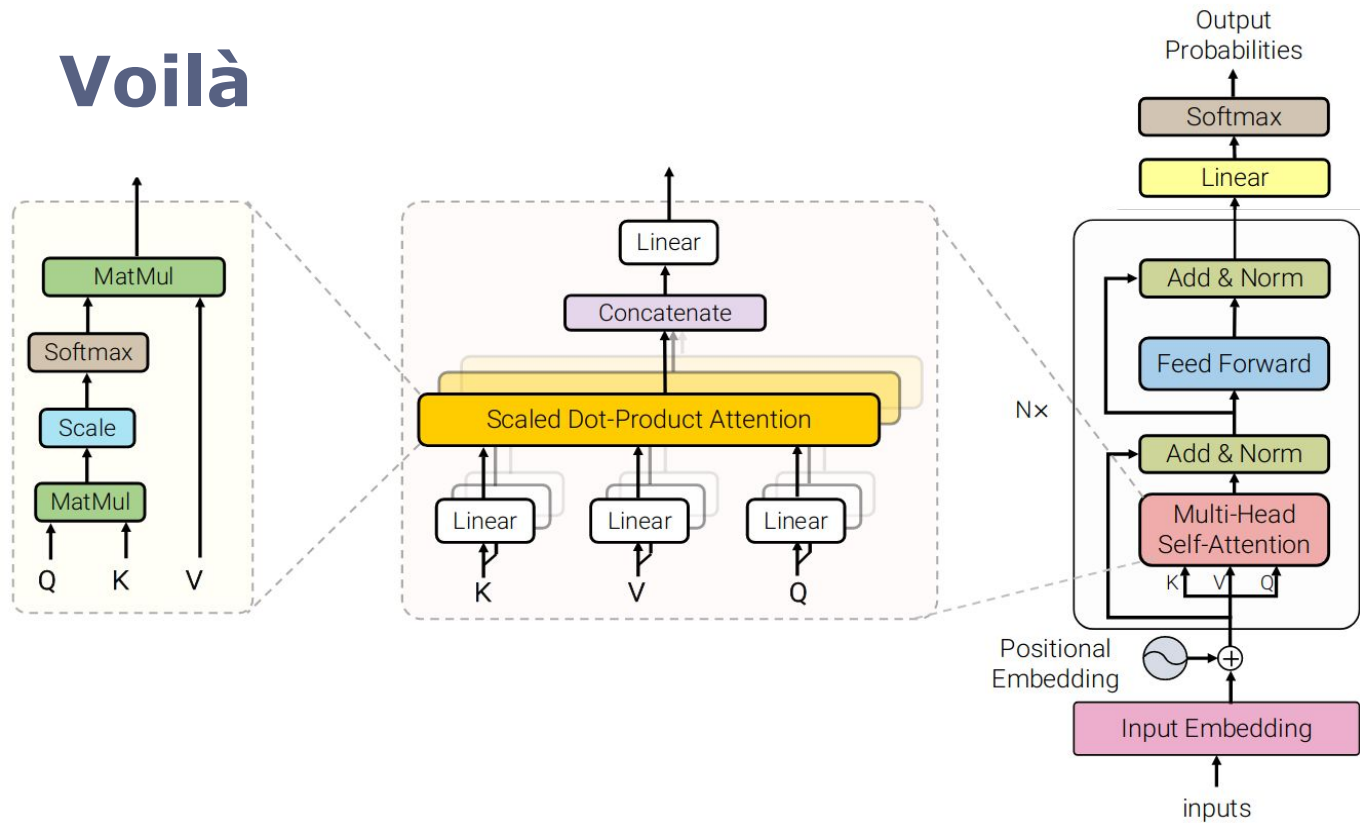 Voilà
MatMul
Softmax
Scale
MatMul
Q K V
Linear
Concatenate
Scaled Dot-Product Attention
Linear Linear Linear
K V Q
Output
Probabilities
Softmax
Linear
Add & Norm
Feed Forward
N×
Add & Norm
Multi-Head
Self-Attention
K V Q
Positional
Embedding
Input Embedding
inputs